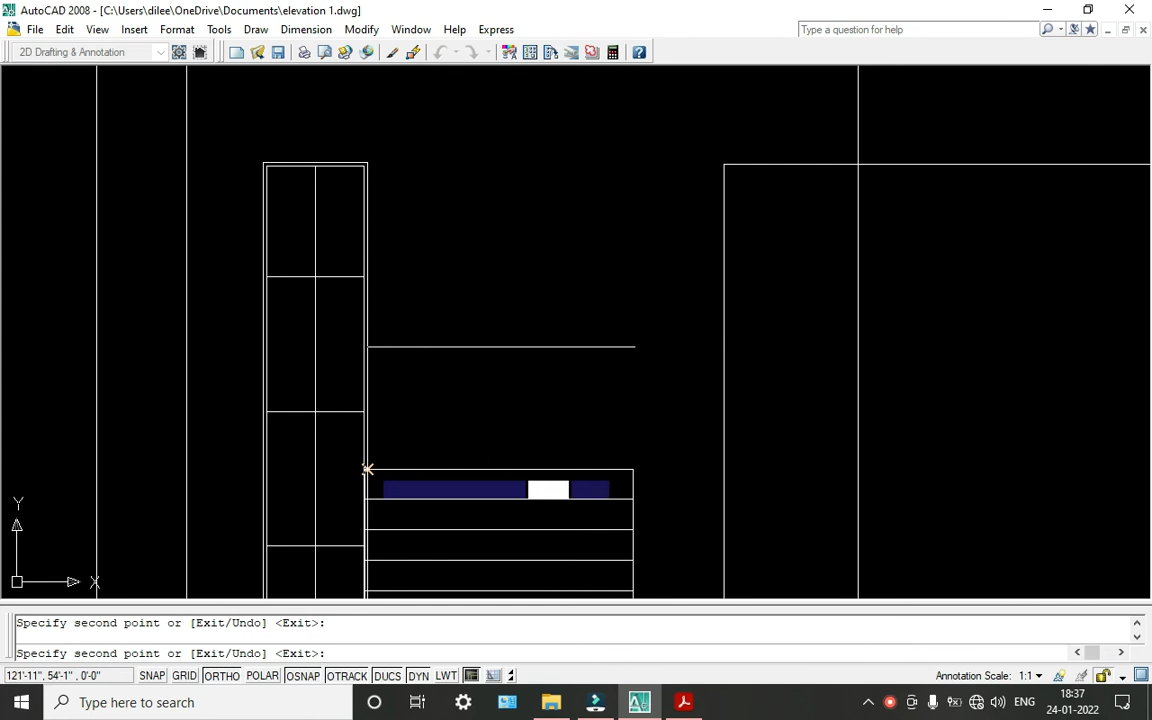 AutoCAD 2008 - [C:\Users\dilee\OneDrive\Documents\elevation 1.dwg]
File Edit View Insert Format Tools Draw Dimension Modify Window Help Express
Type a question for help
2D Drafting & Annotation
Y
X
Specify second point or [Exit/Undo] <Exit>:
Specify second point or [Exit/Undo] <Exit>:
121'-11", 54'-1" , 0'-0" SNAP GRID ORTHO POLAR OSNAP OTRACK DUCS DYN LWT Annotation Scale: 1:1
Type here to search
ENG
18:37
24-01-2022